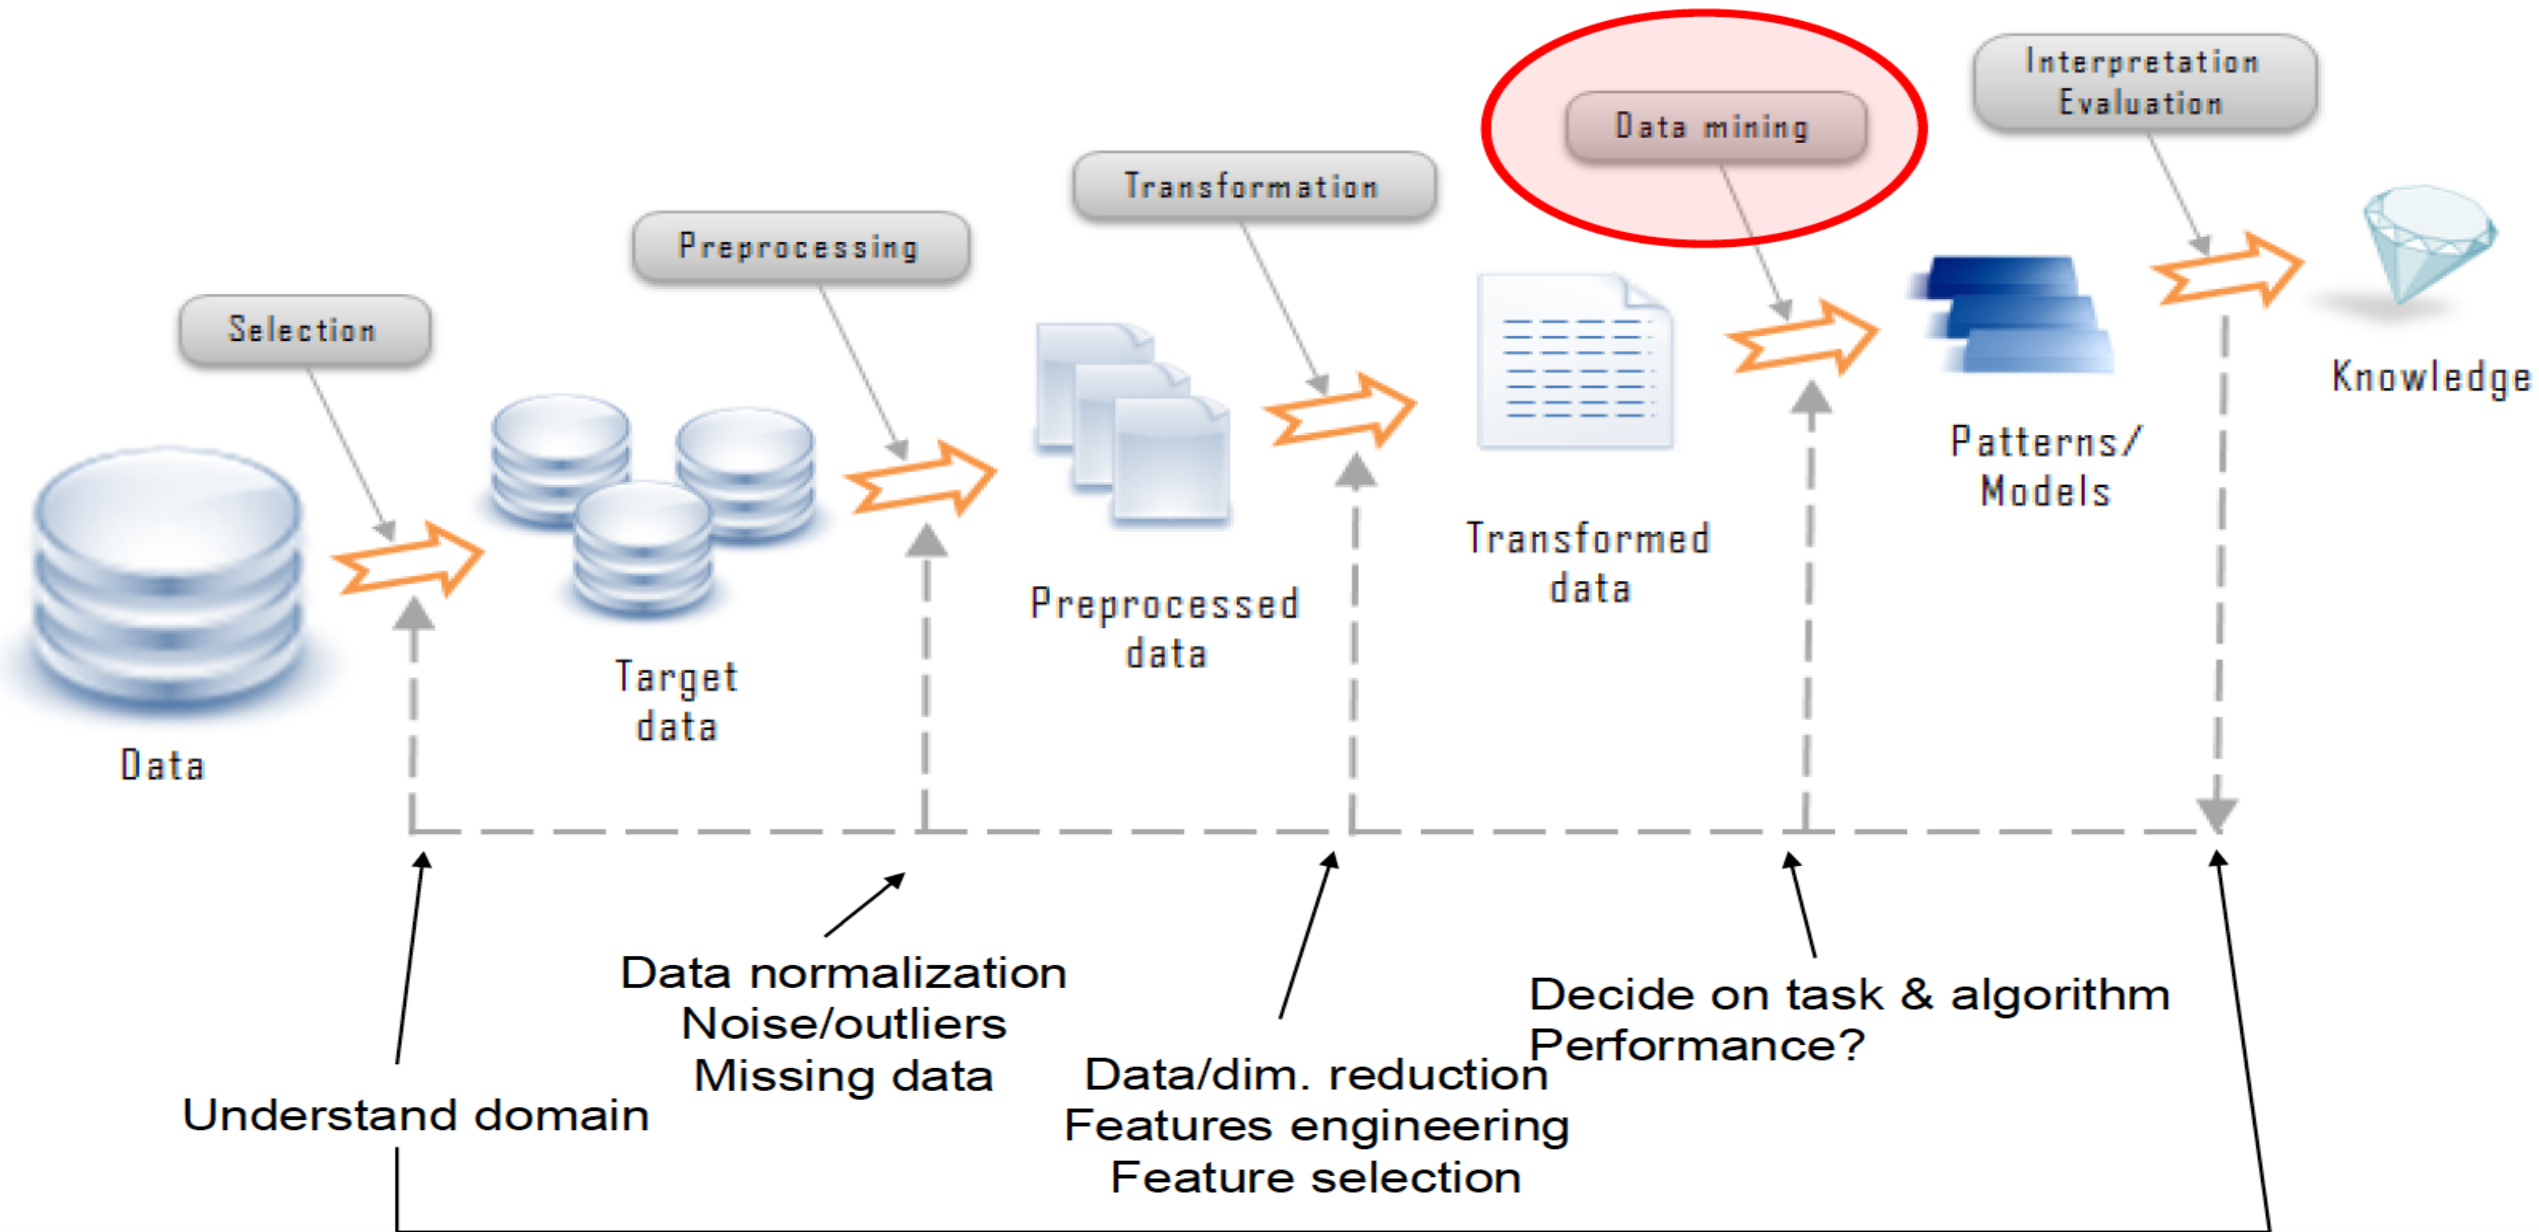 Interpretation
Evaluation
Data mining
Transformation
Preprocessing
Selection
Knowledge
Patterns/
Models
Transformed
data
Preprocessed
data
Target
data
Data
Data normalization
Noise/outliers
Missing data
Decide on task & algorithm
Performance?
Data/dim. reduction
Features engineering
Feature selection
Understand domain